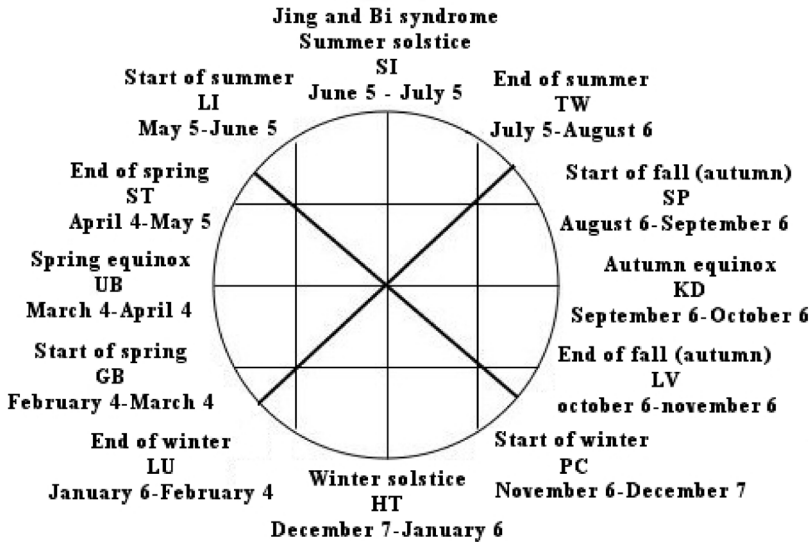 Jing and Bi syndrome
Summer solstice
SI
June 5 - July 5
End of summer
TW
July 5-August 6
Start of fall (autumn)
SP
August 6-September 6
Autumn equinox
KD
September 6-October 6
End of fall (autumn)
LV
october 6-november 6
Start of winter
PC
November 6-December 7
Winter solstice
HT
December 7-January 6
End of winter
LU
January 6-February 4
Start of spring
GB
February 4-March 4
Spring equinox
UB
March 4-April 4
End of spring
ST
April 4-May 5
Start of summer
LI
May 5-June 5